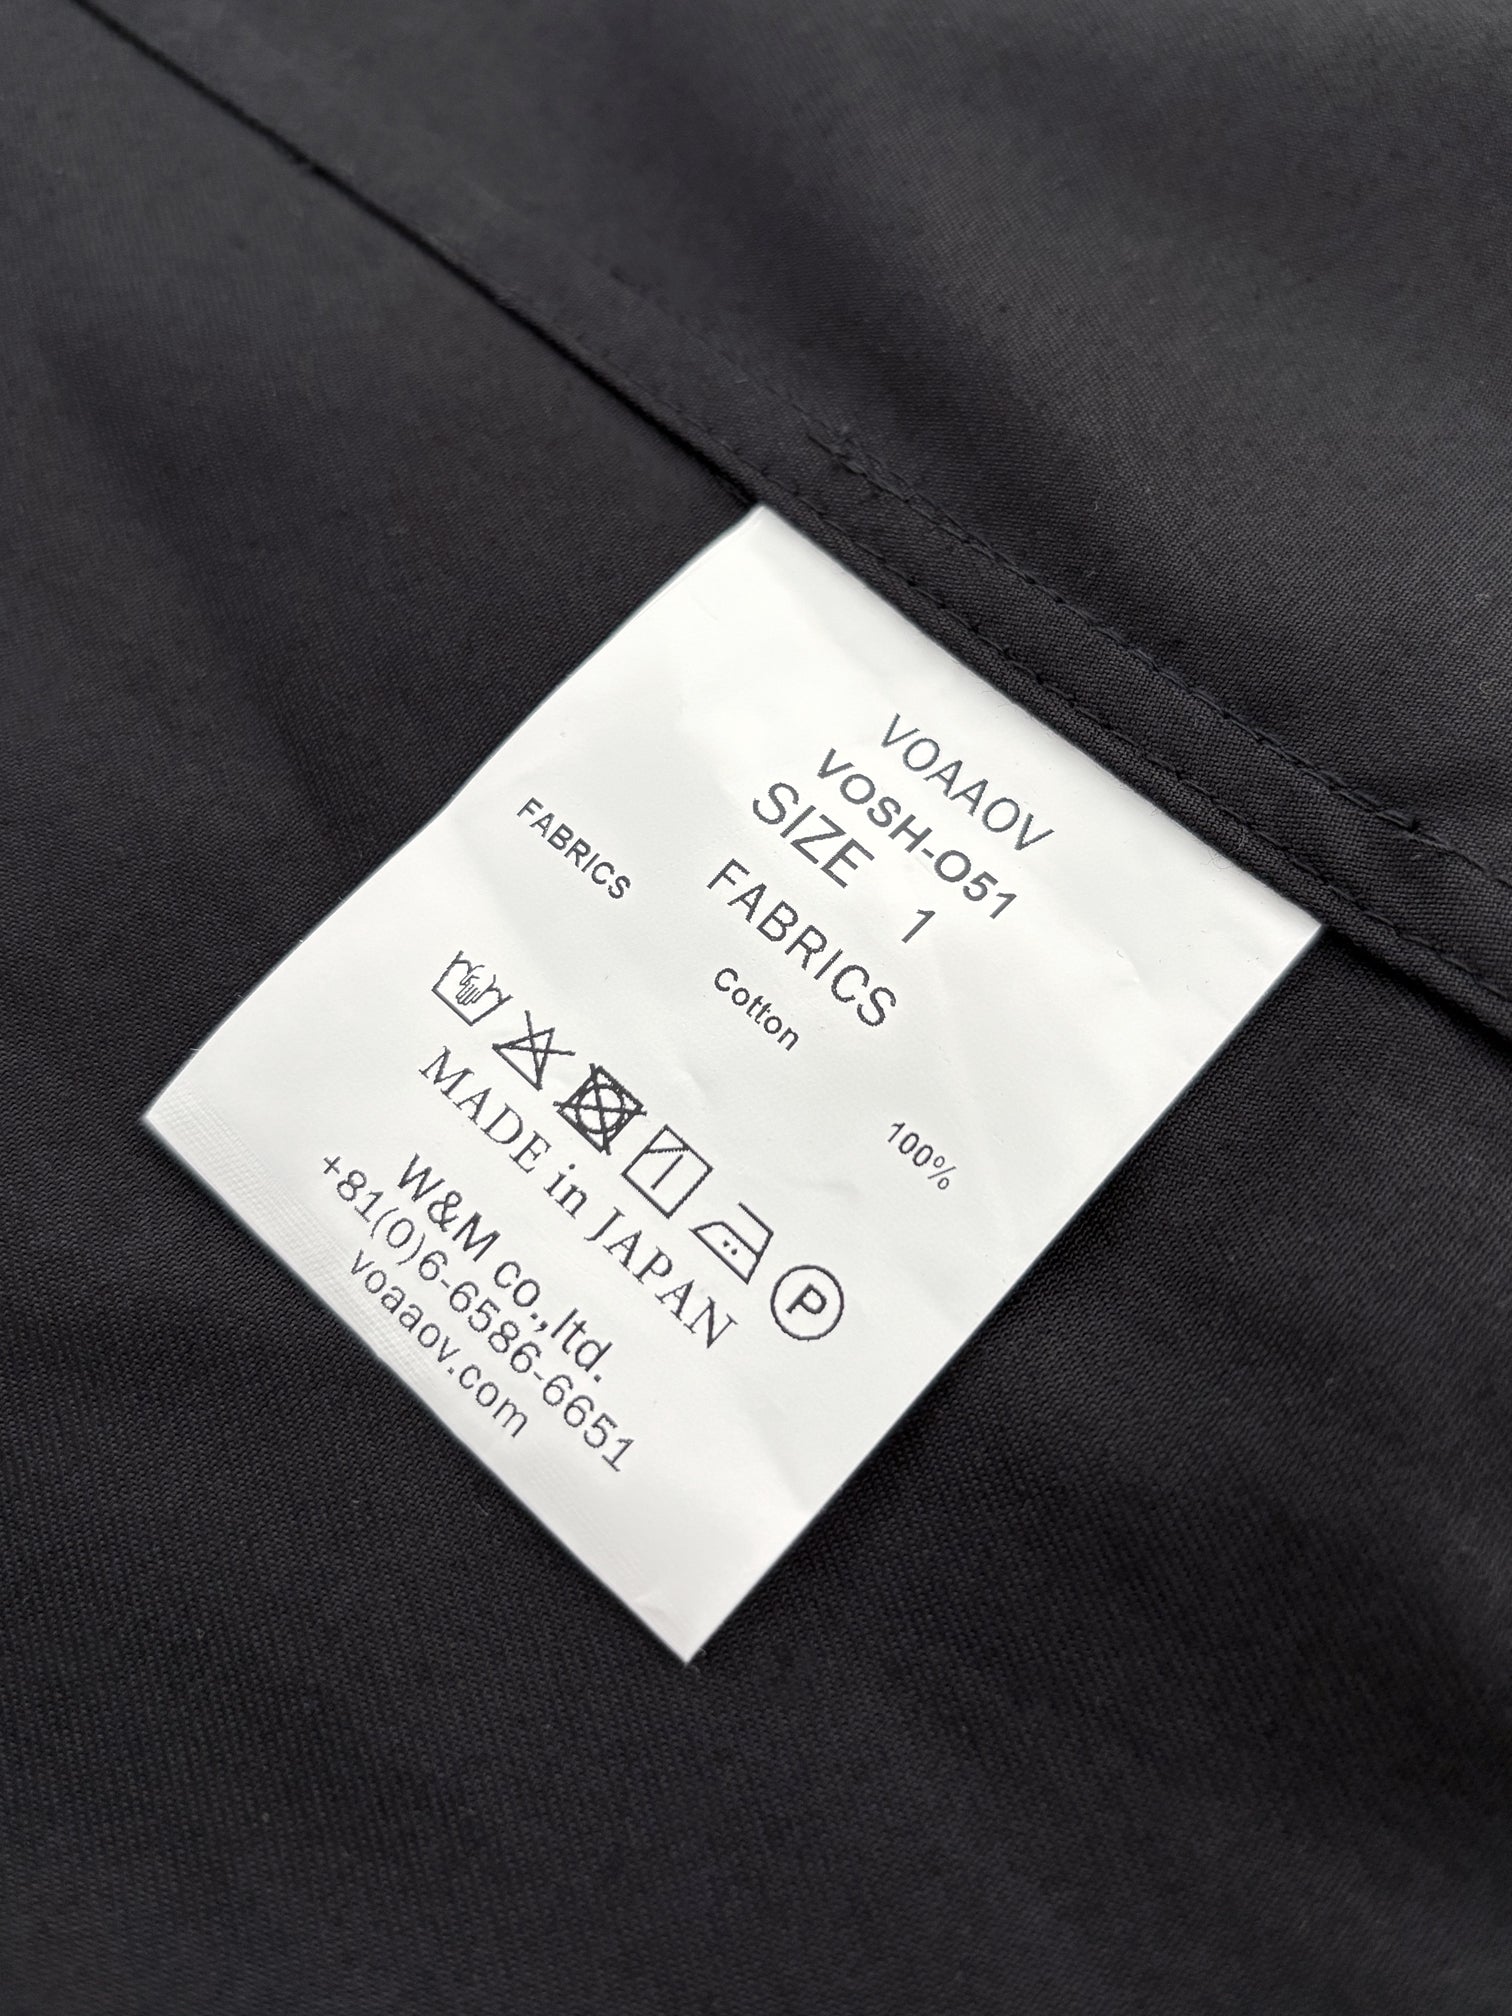 VOAAOV
VOSH-O51
SIZE 1
FABRICS
FABRICS Cotton 100%
P
MADE in JAPAN
W&M co.,ltd.
+81(0)6-6586-6651
voaaov.com